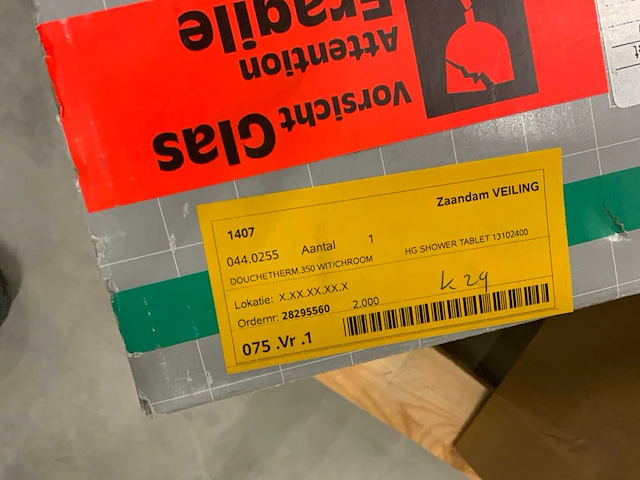 Vorsicht Glas
Attention
Fragile
1407
Zaandam VEILING
044.0255 Aantal 1
DOUCHETHERM.350 WIT/CHROOM HG SHOWER TABLET 13102400
Lokatie: X.XX.XX.XX.X
k29
Ordernr: 28295560 2.000
075 .Vr .1